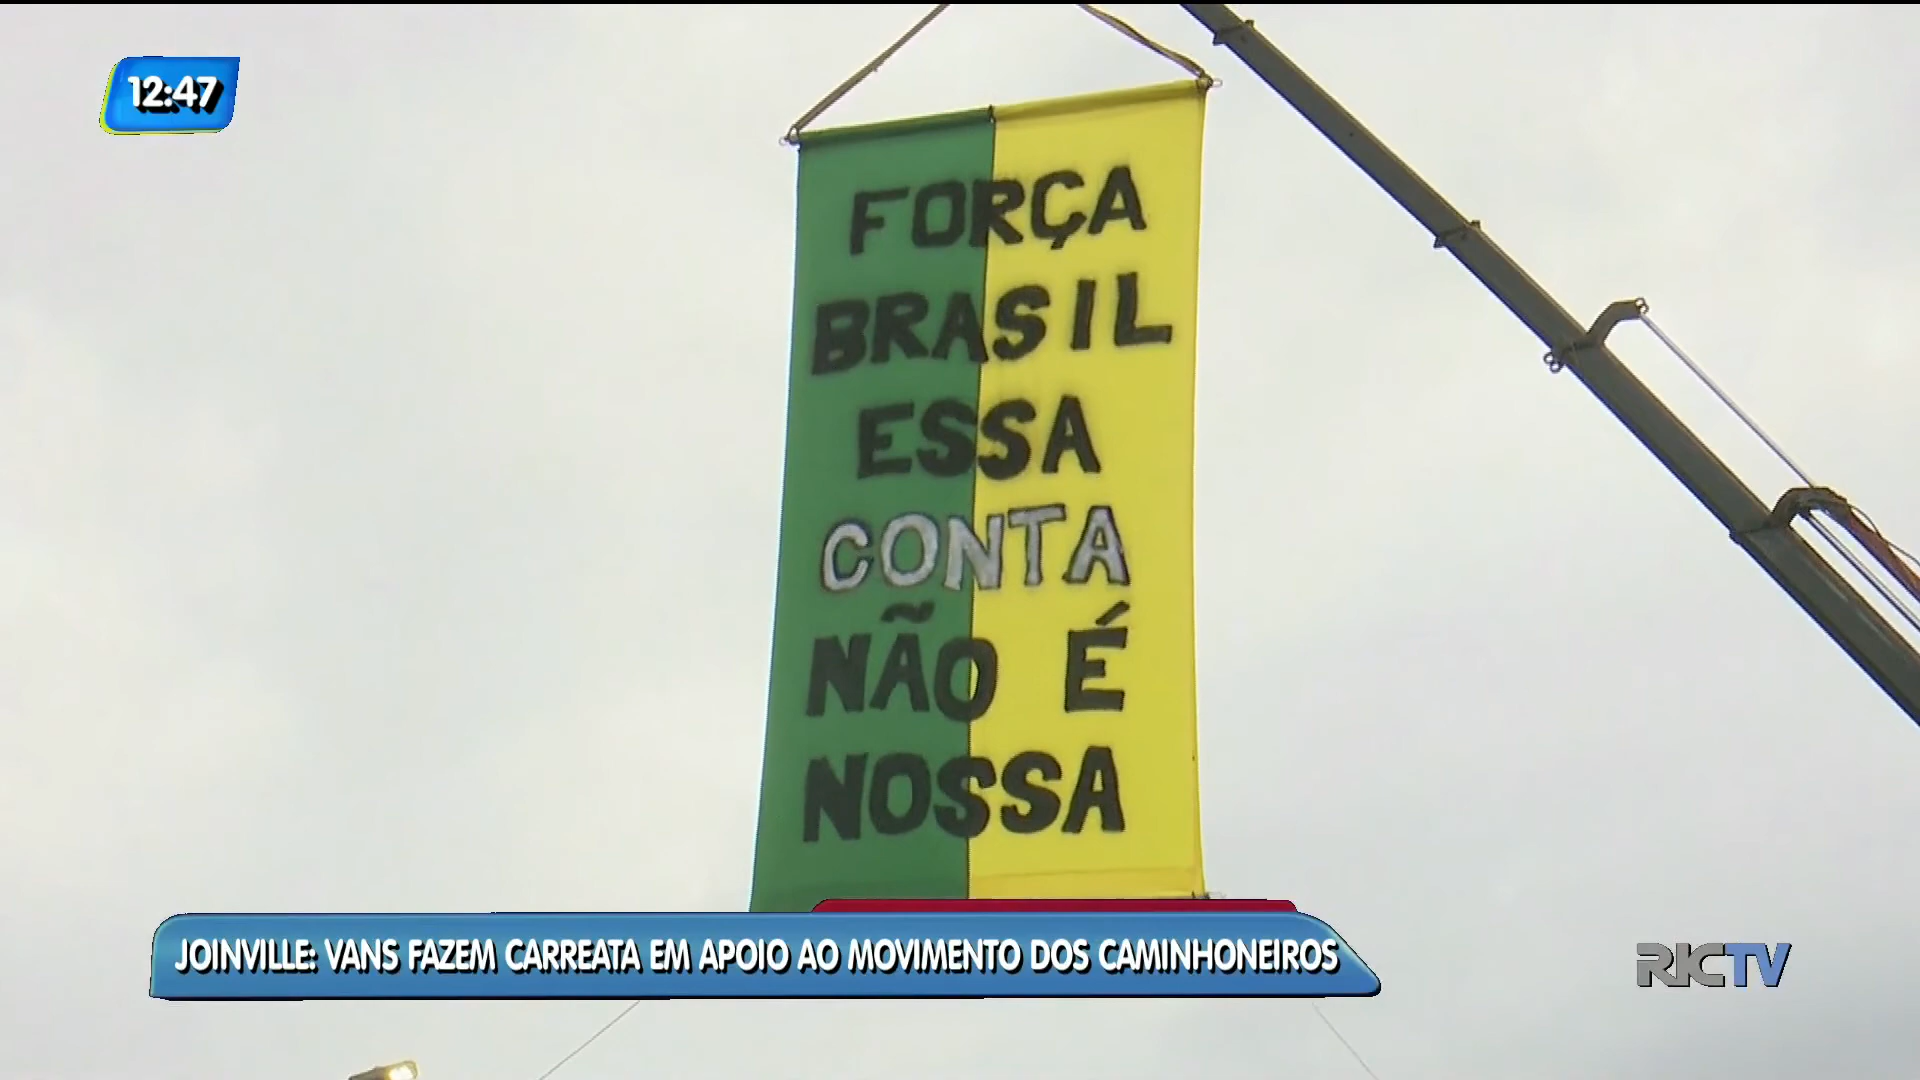 12:47
FORÇA
BRASIL
ESSA
CONTA
NÃO É
NOSSA
JOINVILLE: VANS FAZEM CARREATA EM APOIO AO MOVIMENTO DOS CAMINHONEIROS
RICTV